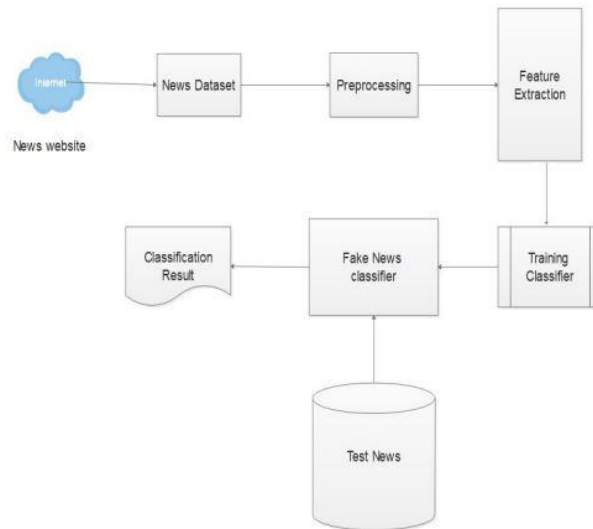 Internet
News website
News Dataset
Preprocessing
Feature
Extraction
Training
Classifier
Fake News
classifier
Classification
Result
Test News